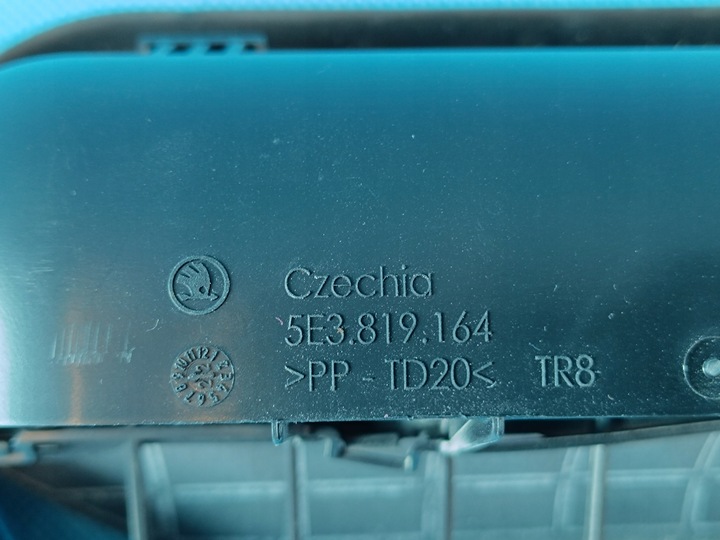 Czechia
5E3.819.164
>PP - TD20< TR8